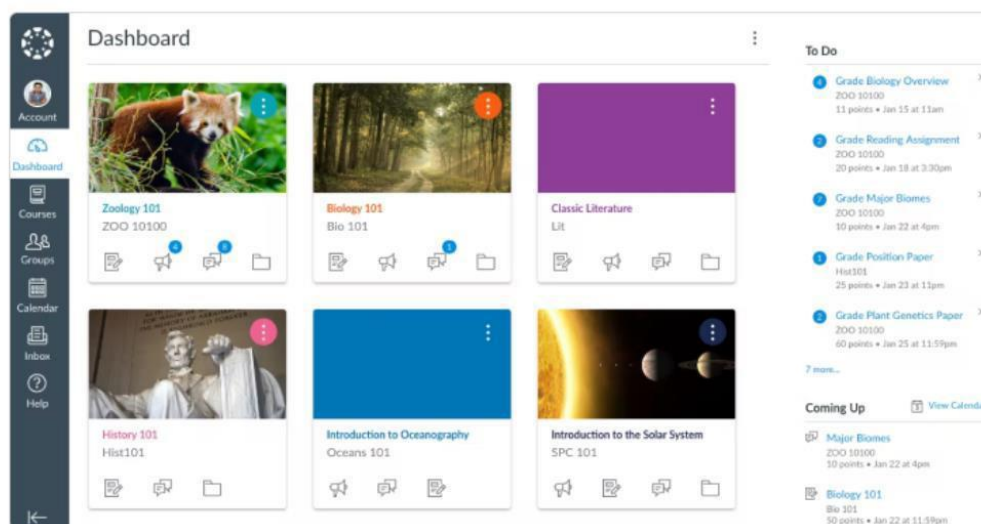 Dashboard
Account
Dashboard
Courses
Groups
Calendar
Inbox
Help
Zoology 101
ZOO 10100
4
8
Biology 101
Bio 101
1
Classic Literature
Lit
History 101
Hist101
Introduction to Oceanography
Oceans 101
Introduction to the Solar System
SPC 101
To Do
4 Grade Biology Overview
ZOO 10100
11 points • Jan 15 at 11am
2 Grade Reading Assignment
ZOO 10100
20 points • Jan 18 at 3:30pm
7 Grade Major Biomes
ZOO 10100
10 points • Jan 22 at 4pm
1 Grade Position Paper
Hist101
25 points • Jan 23 at 11pm
2 Grade Plant Genetics Paper
ZOO 10100
60 points • Jan 25 at 11:59pm
7 more...
Coming Up
View Calenda
Major Biomes
ZOO 10100
10 points • Jan 22 at 4pm
Biology 101
Bio 101
50 points • Jan 22 at 11:59pm